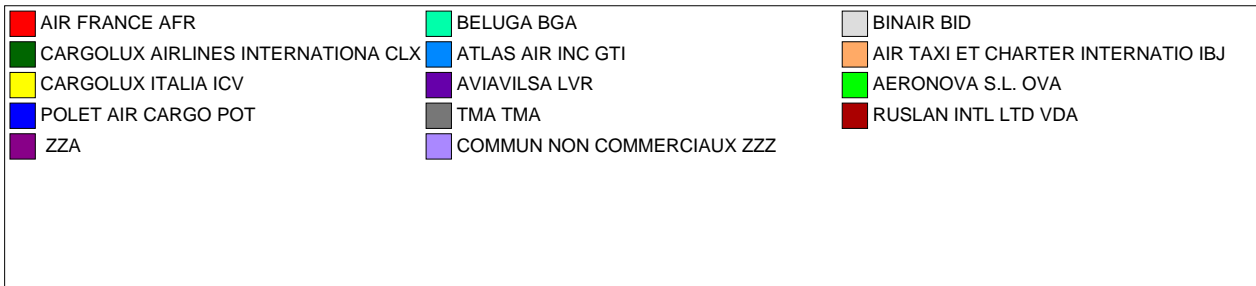 AIR FRANCE AFR BELUGA BGA BINAIR BID
CARGOLUX AIRLINES INTERNATIONA CLX ATLAS AIR INC GTI AIR TAXI ET CHARTER INTERNATIO IBJ
CARGOLUX ITALIA ICV AVIAVILSA LVR AERONOVA S.L. OVA
POLET AIR CARGO POT TMA TMA RUSLAN INTL LTD VDA
ZZA COMMUN NON COMMERCIAUX ZZZ